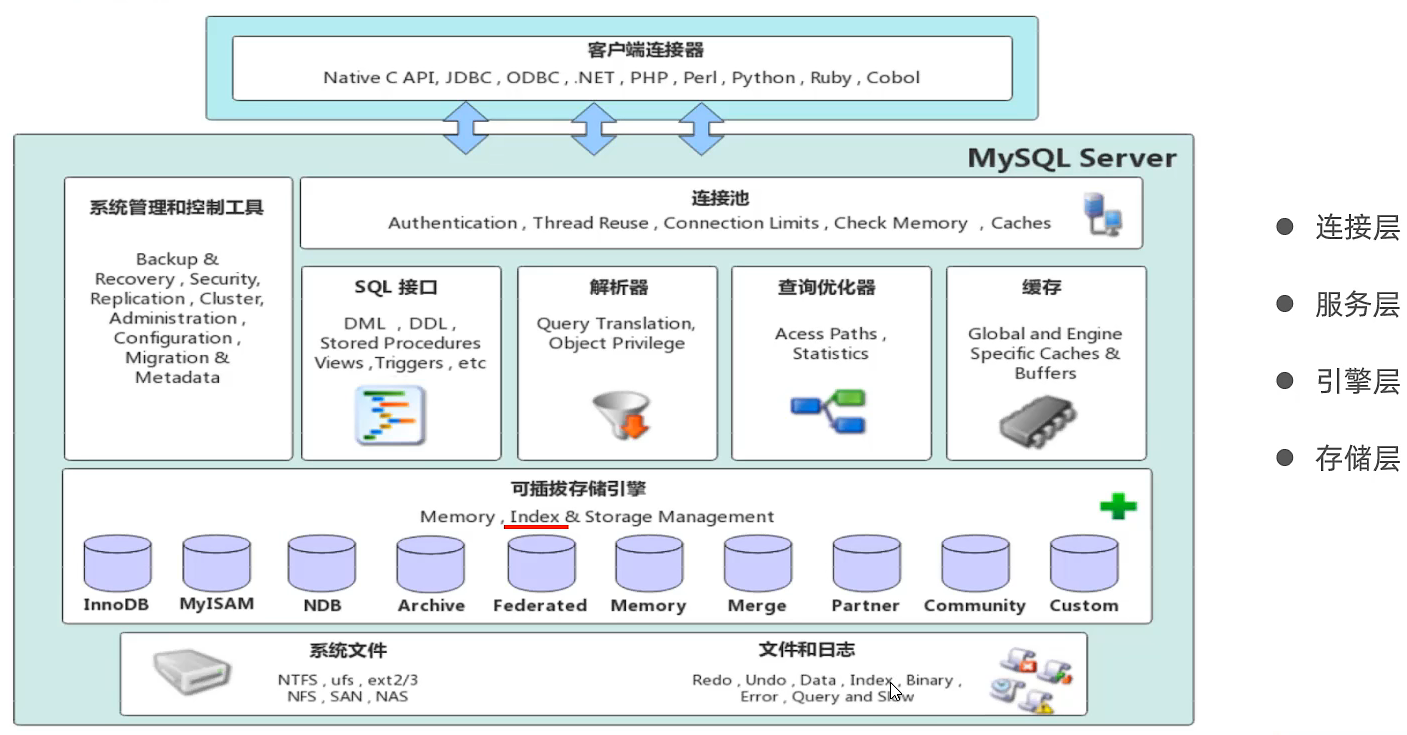 客户端连接器
Native C API, JDBC , ODBC , .NET , PHP , Perl , Python , Ruby , Cobol
MySQL Server
系统管理和控制工具
Backup &
Recovery , Security,
Replication , Cluster,
Administration ,
Configuration ,
Migration &
Metadata
连接池
Authentication , Thread Reuse , Connection Limits , Check Memory , Caches
SQL 接口
DML , DDL ,
Stored Procedures
Views ,Triggers , etc
解析器
Query Translation,
Object Privilege
查询优化器
Acess Paths ,
Statistics
缓存
Global and Engine
Specific Caches &
Buffers
可插拔存储引擎
Memory , Index & Storage Management
InnoDB
MyISAM
NDB
Archive
Federated
Memory
Merge
Partner
Community
Custom
系统文件
NTFS , ufs , ext2/3
NFS , SAN , NAS
文件和日志
Redo , Undo , Data , Index , Binary ,
Error , Query and Slow
连接层
服务层
引擎层
存储层